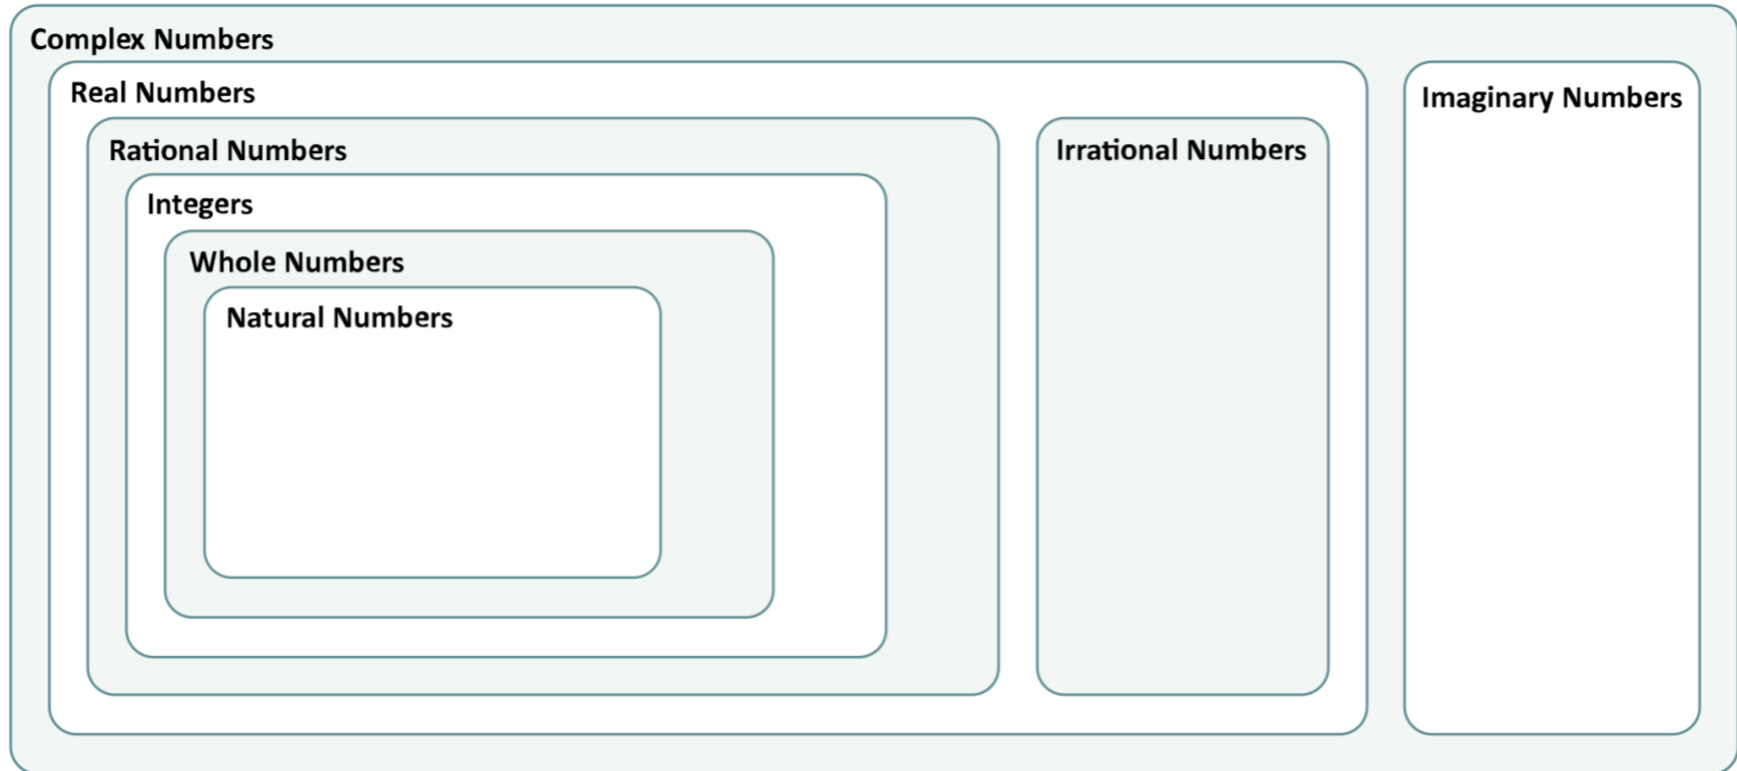 Complex Numbers
Real Numbers
Imaginary Numbers
Rational Numbers
Irrational Numbers
Integers
Whole Numbers
Natural Numbers